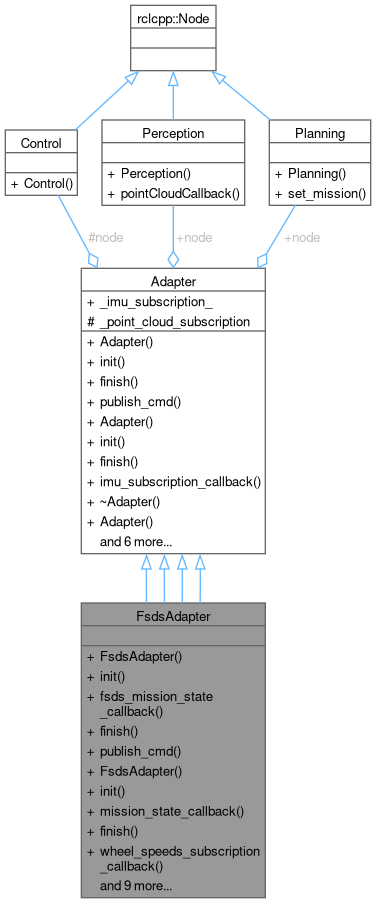 rclcpp::Node
Control
+ Control()
Perception
+ Perception()
+ pointCloudCallback()
Planning
+ Planning()
+ set_mission()
#node
+node
+node
Adapter
+ _imu_subscription_
# _point_cloud_subscription
+ Adapter()
+ init()
+ finish()
+ publish_cmd()
+ Adapter()
+ init()
+ finish()
+ imu_subscription_callback()
+ ~Adapter()
+ Adapter()
and 6 more...
FsdsAdapter
+ FsdsAdapter()
+ init()
+ fsds_mission_state
_callback()
+ finish()
+ publish_cmd()
+ FsdsAdapter()
+ init()
+ mission_state_callback()
+ finish()
+ wheel_speeds_subscription
_callback()
and 9 more...